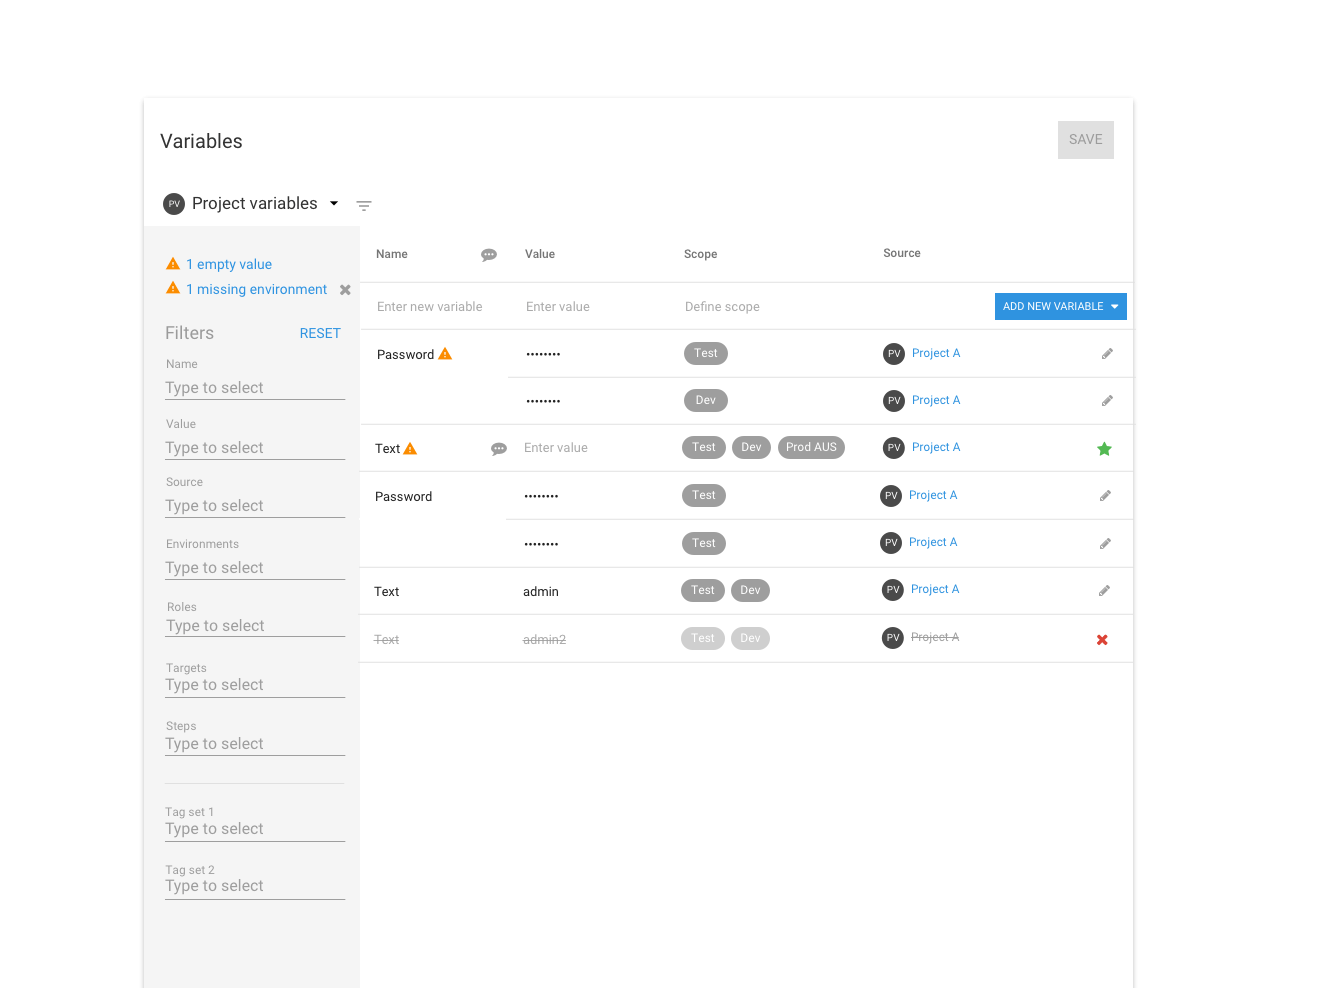 Variables
SAVE
PV Project variables
1 empty value
1 missing environment
Filters RESET
Name
Type to select
Value
Type to select
Source
Type to select
Environments
Type to select
Roles
Type to select
Targets
Type to select
Steps
Type to select
Tag set 1
Type to select
Tag set 2
Type to select
Name Value Scope Source
Enter new variable Enter value Define scope ADD NEW VARIABLE
Password •••••••• Test PV Project A
•••••••• Dev PV Project A
Text Enter value Test Dev Prod AUS PV Project A
Password •••••••• Test PV Project A
•••••••• Test PV Project A
Text admin Test Dev PV Project A
Text admin2 Test Dev PV Project A